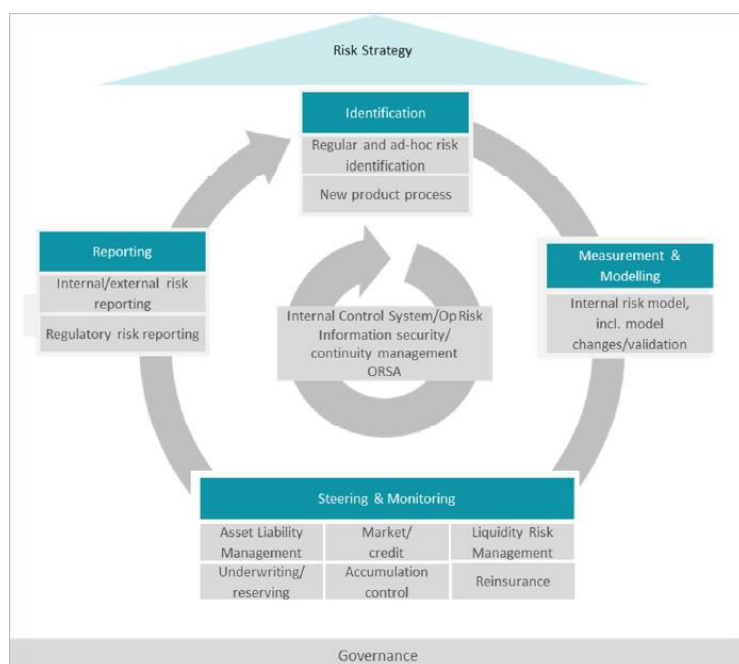 Risk Strategy
Identification
Regular and ad-hoc risk
identification
New product process
Reporting
Internal/external risk
reporting
Regulatory risk reporting
Measurement &
Modelling
Internal risk model,
incl. model
changes/validation
Internal Control System/Op Risk
Information security/
continuity management
ORSA
Steering & Monitoring
Asset Liability
Management
Market/
credit
Liquidity Risk
Management
Underwriting/
reserving
Accumulation
control
Reinsurance
Governance